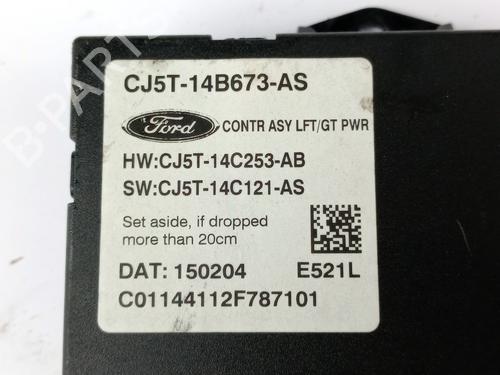 CJ5T-14B673-AS
Ford CONTR ASY LFT/GT PWR
HW:CJ5T-14C253-AB
SW:CJ5T-14C121-AS
Set aside, if dropped
more than 20cm
DAT: 150204 E521L
C01144112F787101
B-PARTS